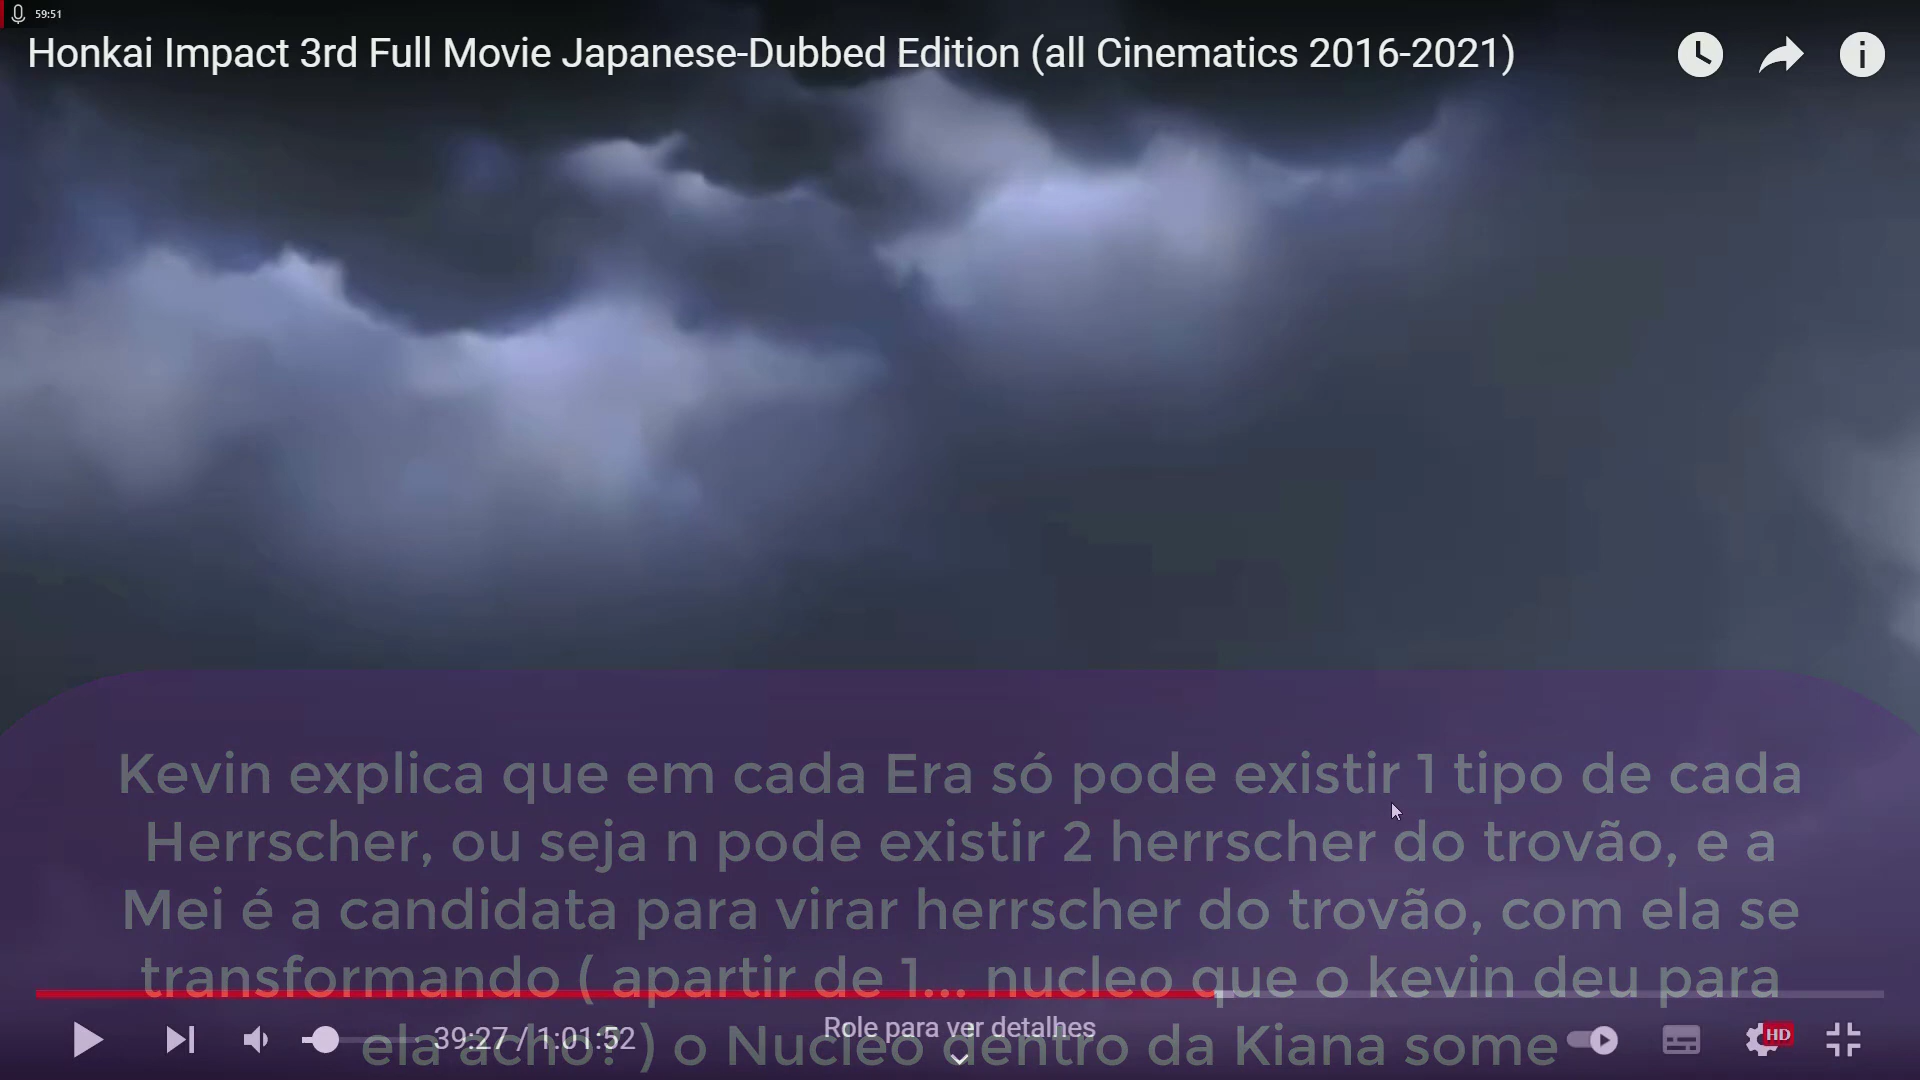 59:51
Honkai Impact 3rd Full Movie Japanese-Dubbed Edition (all Cinematics 2016-2021)
Kevin explica que em cada Era só pode existir 1 tipo de cada
Herrscher, ou seja n pode existir 2 herrscher do trovão, e a
Mei é a candidata para virar herrscher do trovão, com ela se
transformando ( apartir de 1... nucleo que o kevin deu para
ela acho? ) o Nucleo dentro da Kiana some
39:27 / 1:01:52
Role para ver detalhes
HD